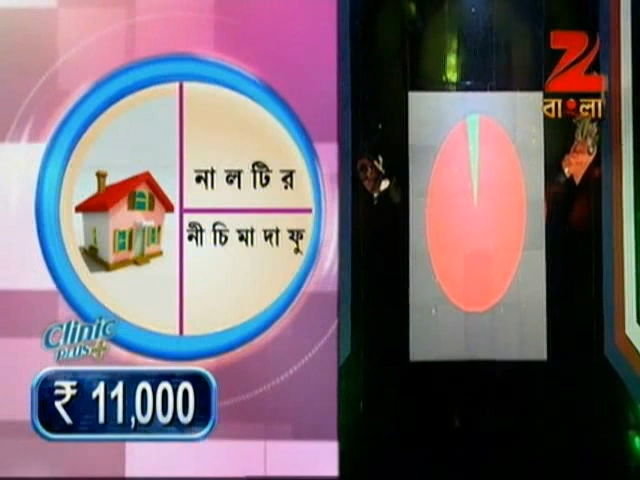 না ল টি র
নী চি মা দা ফু
Clinic
PLUS+
₹ 11,000
Z
বাংলা